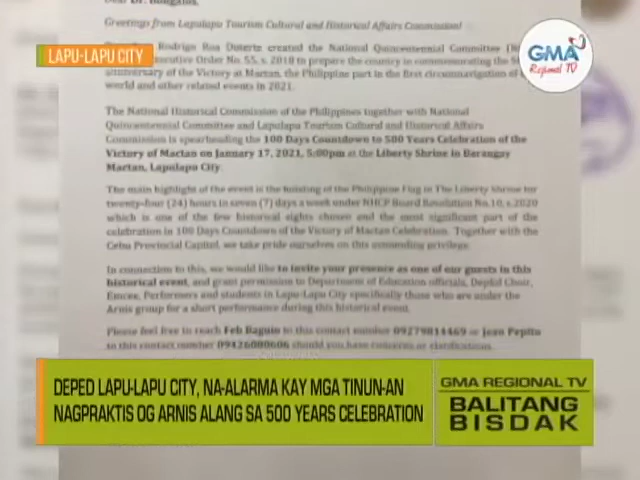 Dear Dr. Bongalos,
Greetings from Lapulapu Tourism Cultural and Historical Affairs Commission!
LAPU-LAPU CITY
GMA
Regional TV
Rodrigo Roa Duterte created the National Quincentennial Committee
Executive Order No. 55, s. 2018 to prepare the country in commemorating the
anniversary of the Victory at Mactan, the Philippine part in the first circumnavigation of
world and other related events in 2021.
The National Historical Commission of the Philippines together with National
Quincentennial Committee and Lapulapu Tourism Cultural and Historical Affairs
Commission is spearheading the 100 Days Countdown to 500 Years Celebration of the
Victory of Mactan on January 17, 2021, 5:00pm at the Liberty Shrine in Barangay
Mactan, Lapulapu City.
The main highlight of the event is the hoisting of the Philippine Flag in The Liberty Shrine for
twenty-four (24) hours in seven (7) days a week under NHCP Board Resolution No. 10, s.2020
which is one of the few historical sights chosen and the most significant part of the
celebration in 100 Days Countdown of the Victory of Mactan Celebration. Together with the
Cebu Provincial Capitol, we take pride ourselves on this outstanding privilege.
In connection to this, we would like to invite your presence as one of our guests in this
historical event, and grant permission to Department of Education officials, DepEd Choir,
Emcee, Performers and students in Lapu-Lapu City specifically those who are under the
Arnis group for a short performance during this historical event.
Please feel free to reach Feb Baguio to this contact number 09279814469 or Jean Pepito
to this contact number 09426080606 should you have concerns or clarifications.
DEPED LAPU-LAPU CITY, NA-ALARMA KAY MGA TINUN-AN
NAGPRAKTIS OG ARNIS ALANG SA 500 YEARS CELEBRATION
GMA REGIONAL TV
BALITANG
BISDAK